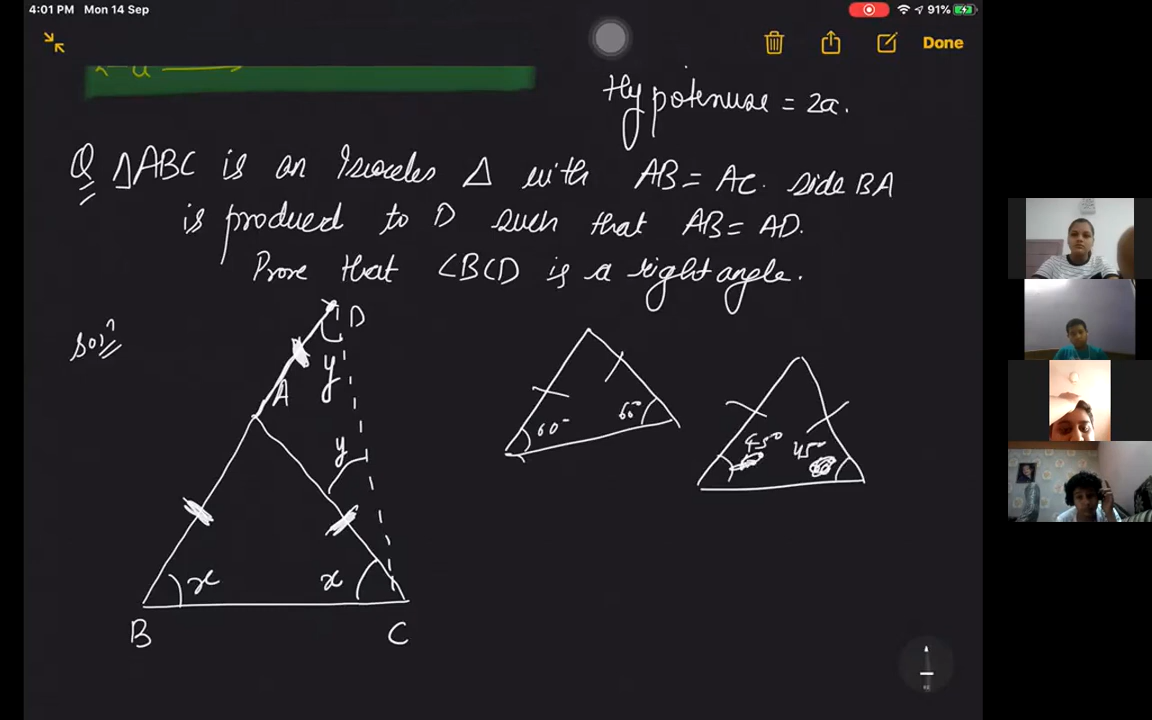 4:01 PM Mon 14 Sep
91%
Done
Hypotenuse = 2a.
Q ΔABC is an Isosceles Δ with AB = AC. side BA
is produced to D such that AB = AD.
Prove that ∠BCD is a right angle.
Soln
D
y
A
y
x
x
B
C
60°
60°
45°
45°